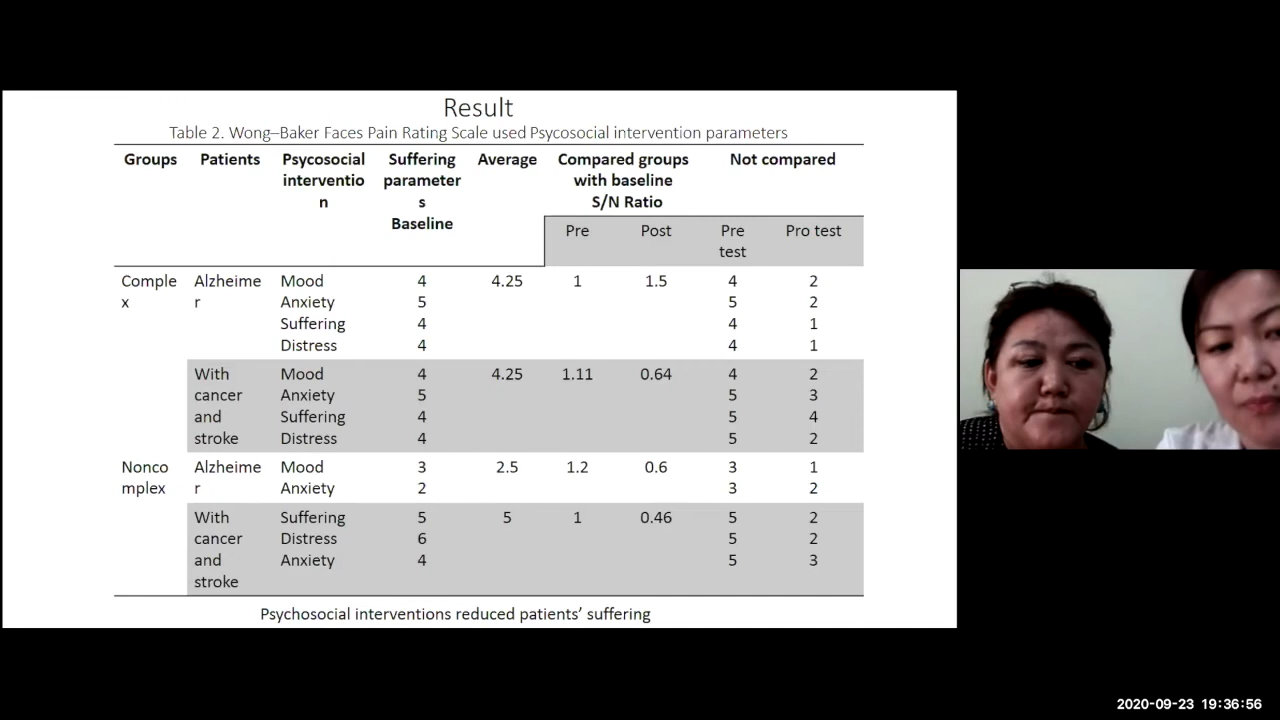 Result
Table 2. Wong–Baker Faces Pain Rating Scale used Psycosocial intervention parameters
Groups Patients Psycosocial Suffering Average Compared groups Not compared
interventio parameter with baseline
n s S/N Ratio
Baseline
Pre Post Pre Pro test
test
Comple Alzheime Mood 4 4.25 1 1.5 4 2
x r Anxiety 5 5 2
Suffering 4 4 1
Distress 4 4 1
With Mood 4 4.25 1.11 0.64 4 2
cancer Anxiety 5 5 3
and Suffering 4 5 4
stroke Distress 4 5 2
Nonco Alzheime Mood 3 2.5 1.2 0.6 3 1
mplex r Anxiety 2 3 2
With Suffering 5 5 1 0.46 5 2
cancer Distress 6 5 2
and Anxiety 4 5 3
stroke
Psychosocial interventions reduced patients’ suffering
2020-09-23 19:36:56